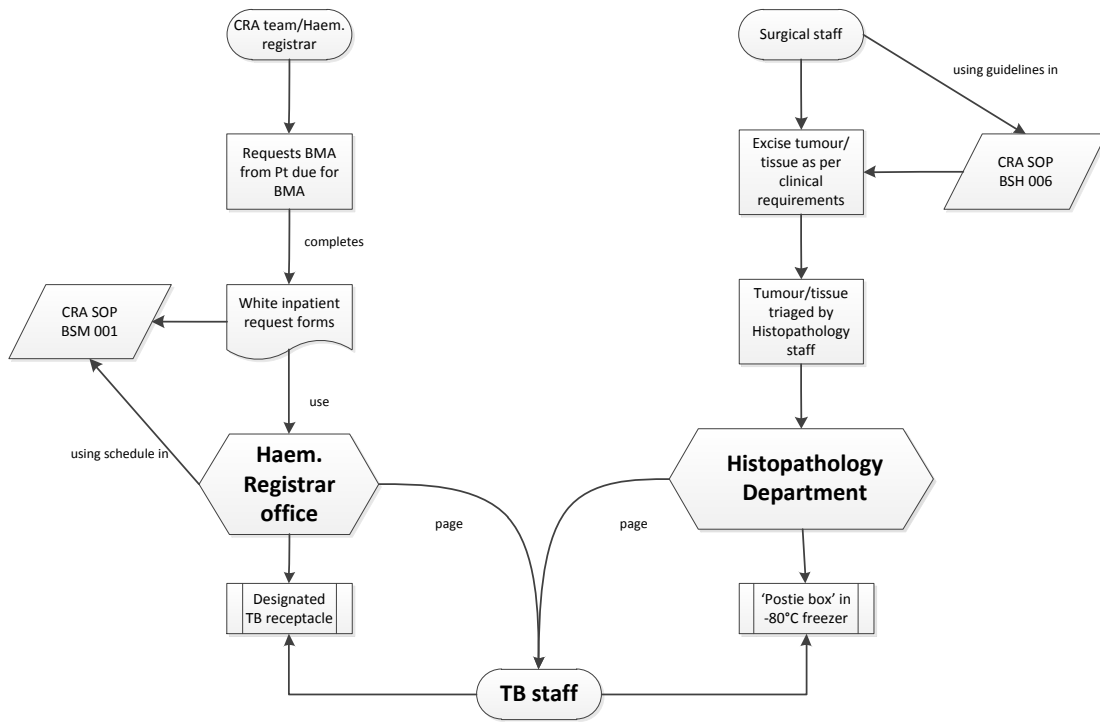 CRA team/Haem.
registrar
Requests BMA
from Pt due for
BMA
completes
White inpatient
request forms
CRA SOP
BSM 001
use
using schedule in
Haem.
Registrar
office
page
Designated
TB receptacle
Surgical staff
using guidelines in
Excise tumour/
tissue as per
clinical
requirements
CRA SOP
BSH 006
Tumour/tissue
triaged by
Histopathology
staff
Histopathology
Department
page
‘Postie box’ in
-80°C freezer
TB staff